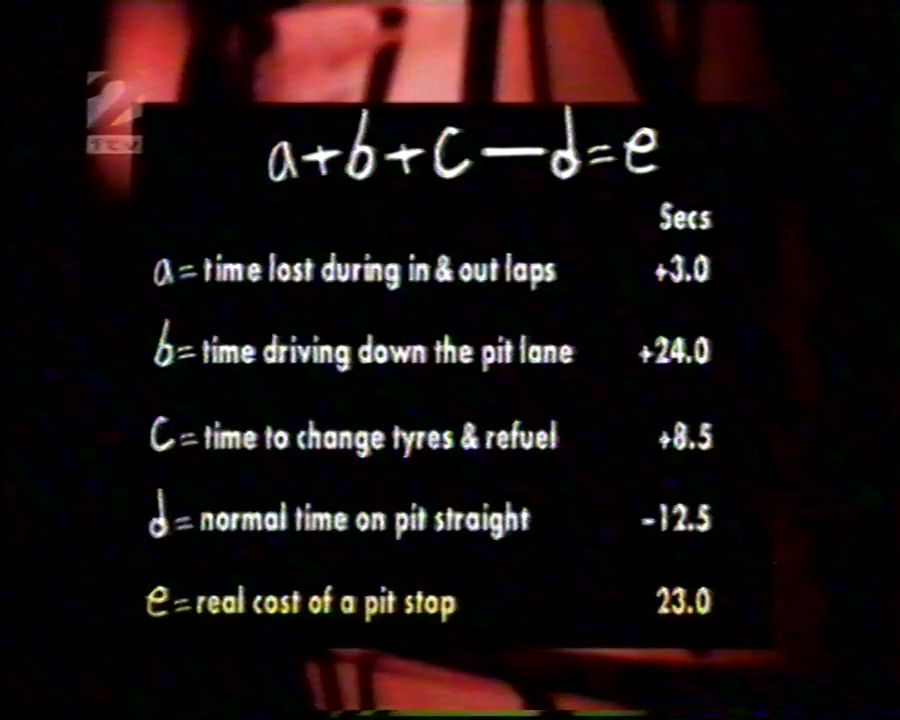 2
TCV
a+b+c—d=e
Secs
a = time lost during in & out laps +3.0
b = time driving down the pit lane +24.0
c = time to change tyres & refuel +8.5
d = normal time on pit straight -12.5
e = real cost of a pit stop 23.0